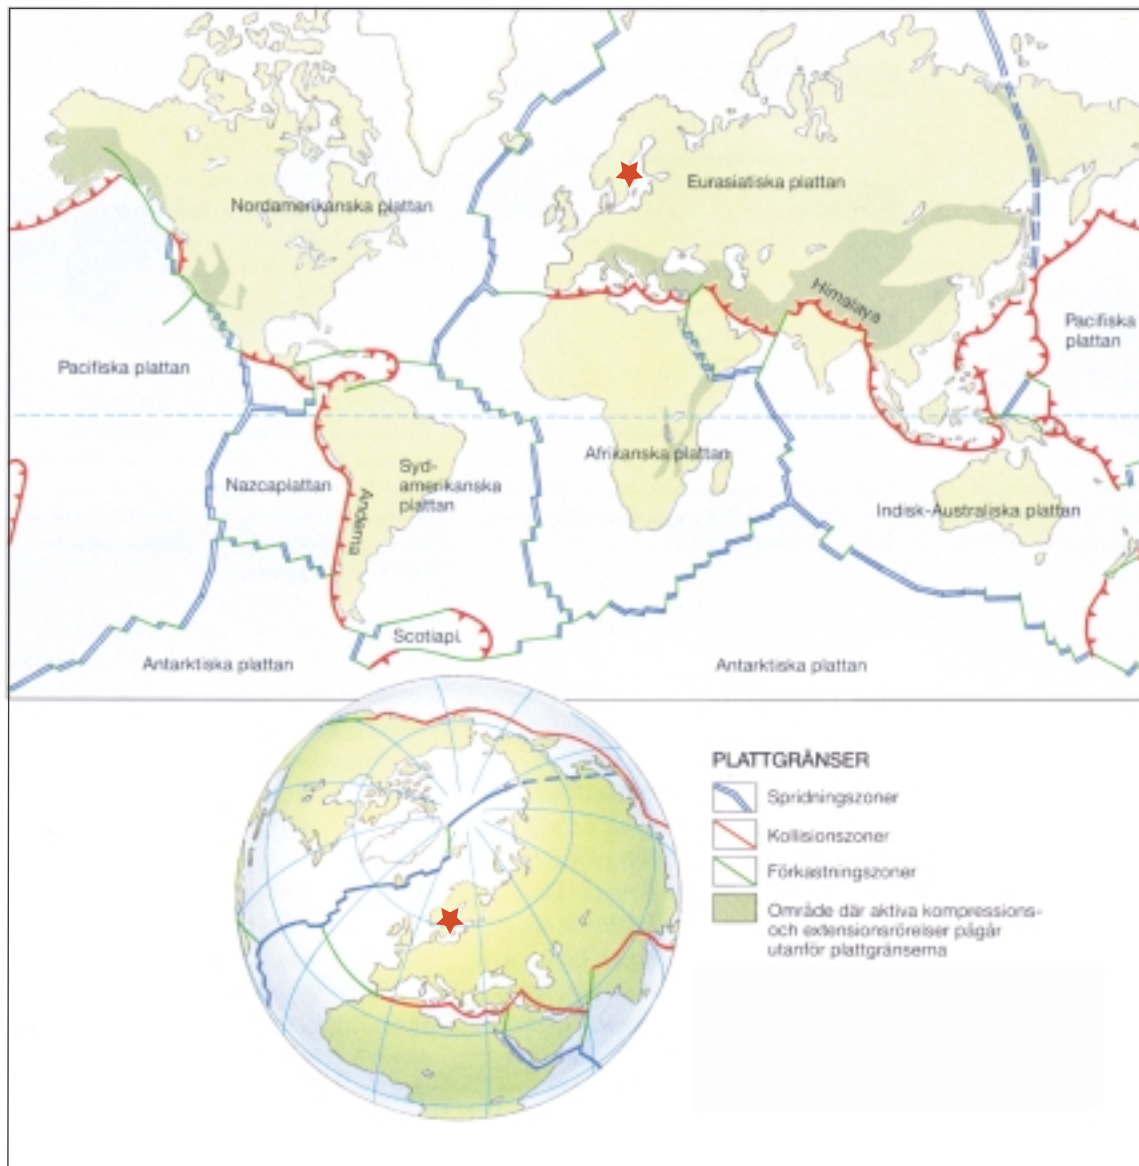 Nordamerikanska plattan
Eurasiatiska plattan
Himalaya
Pacifiska
plattan
Pacifiska plattan
Nazcaplattan
Anderna
Syd-
amerikanska
plattan
Afrikanska plattan
Indisk-Australiska plattan
Scotiapl.
Antarktiska plattan
Antarktiska plattan
PLATTGRÄNSER
Spridningszoner
Kollisionszoner
Förkastningszoner
Område där aktiva kompressions-
och extensionsrörelser pågår
utanför plattgränserna